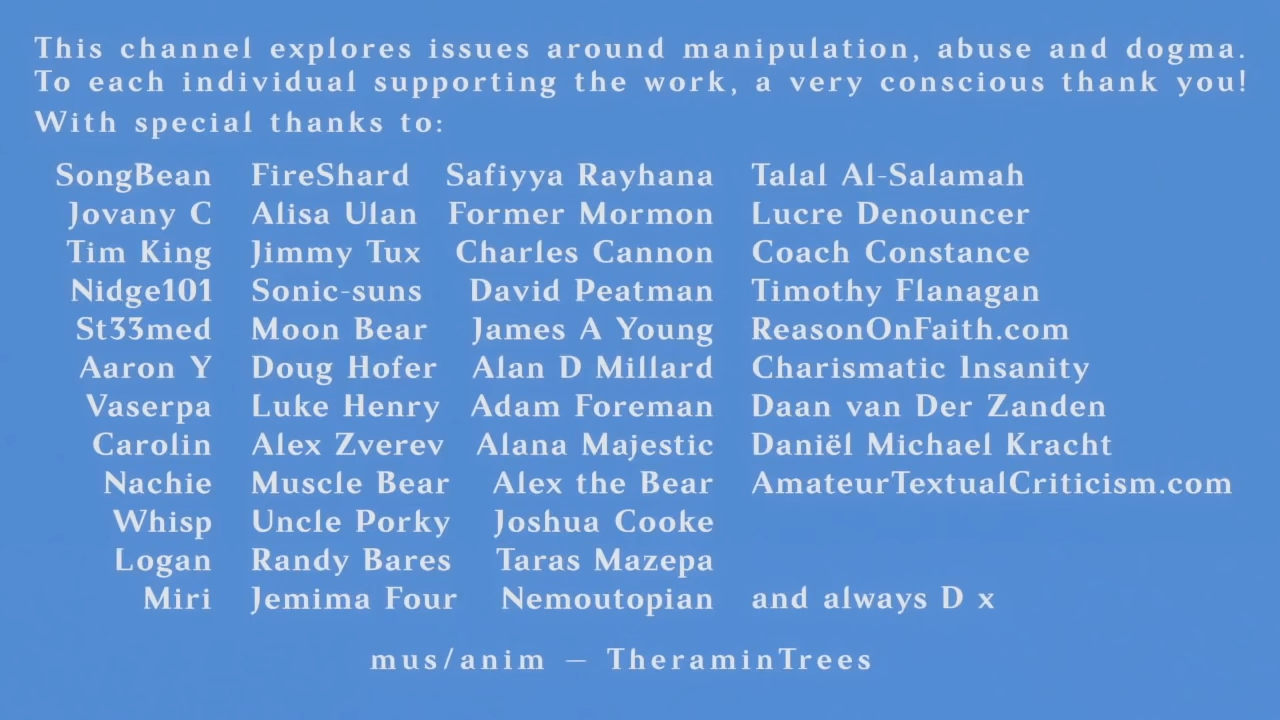 This channel explores issues around manipulation, abuse and dogma.
To each individual supporting the work, a very conscious thank you!
With special thanks to:
SongBean FireShard Safiyya Rayhana Talal Al-Salamah
Jovany C Alisa Ulan Former Mormon Lucre Denouncer
Tim King Jimmy Tux Charles Cannon Coach Constance
Nidge101 Sonic-suns David Peatman Timothy Flanagan
St33med Moon Bear James A Young ReasonOnFaith.com
Aaron Y Doug Hofer Alan D Millard Charismatic Insanity
Vaserpa Luke Henry Adam Foreman Daan van Der Zanden
Carolin Alex Zverev Alana Majestic Daniël Michael Kracht
Nachie Muscle Bear Alex the Bear AmateurTextualCriticism.com
Whisp Uncle Porky Joshua Cooke
Logan Randy Bares Taras Mazepa
Miri Jemima Four Nemoutopian and always D x
mus/anim — TheraminTrees